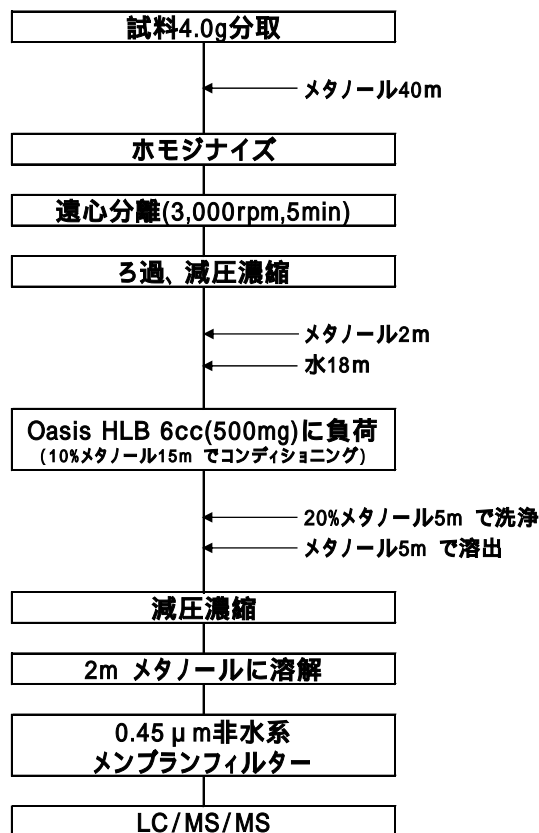 試料4.0g分取
メタノール40m
ホモジナイズ
遠心分離(3,000rpm,5min)
ろ過、減圧濃縮
メタノール2m
水18m
Oasis HLB 6cc(500mg)に負荷
(10%メタノール15m でコンディショニング)
20%メタノール5m で洗浄
メタノール5m で溶出
減圧濃縮
2m メタノールに溶解
0.45μm非水系
メンブランフィルター
LC/MS/MS